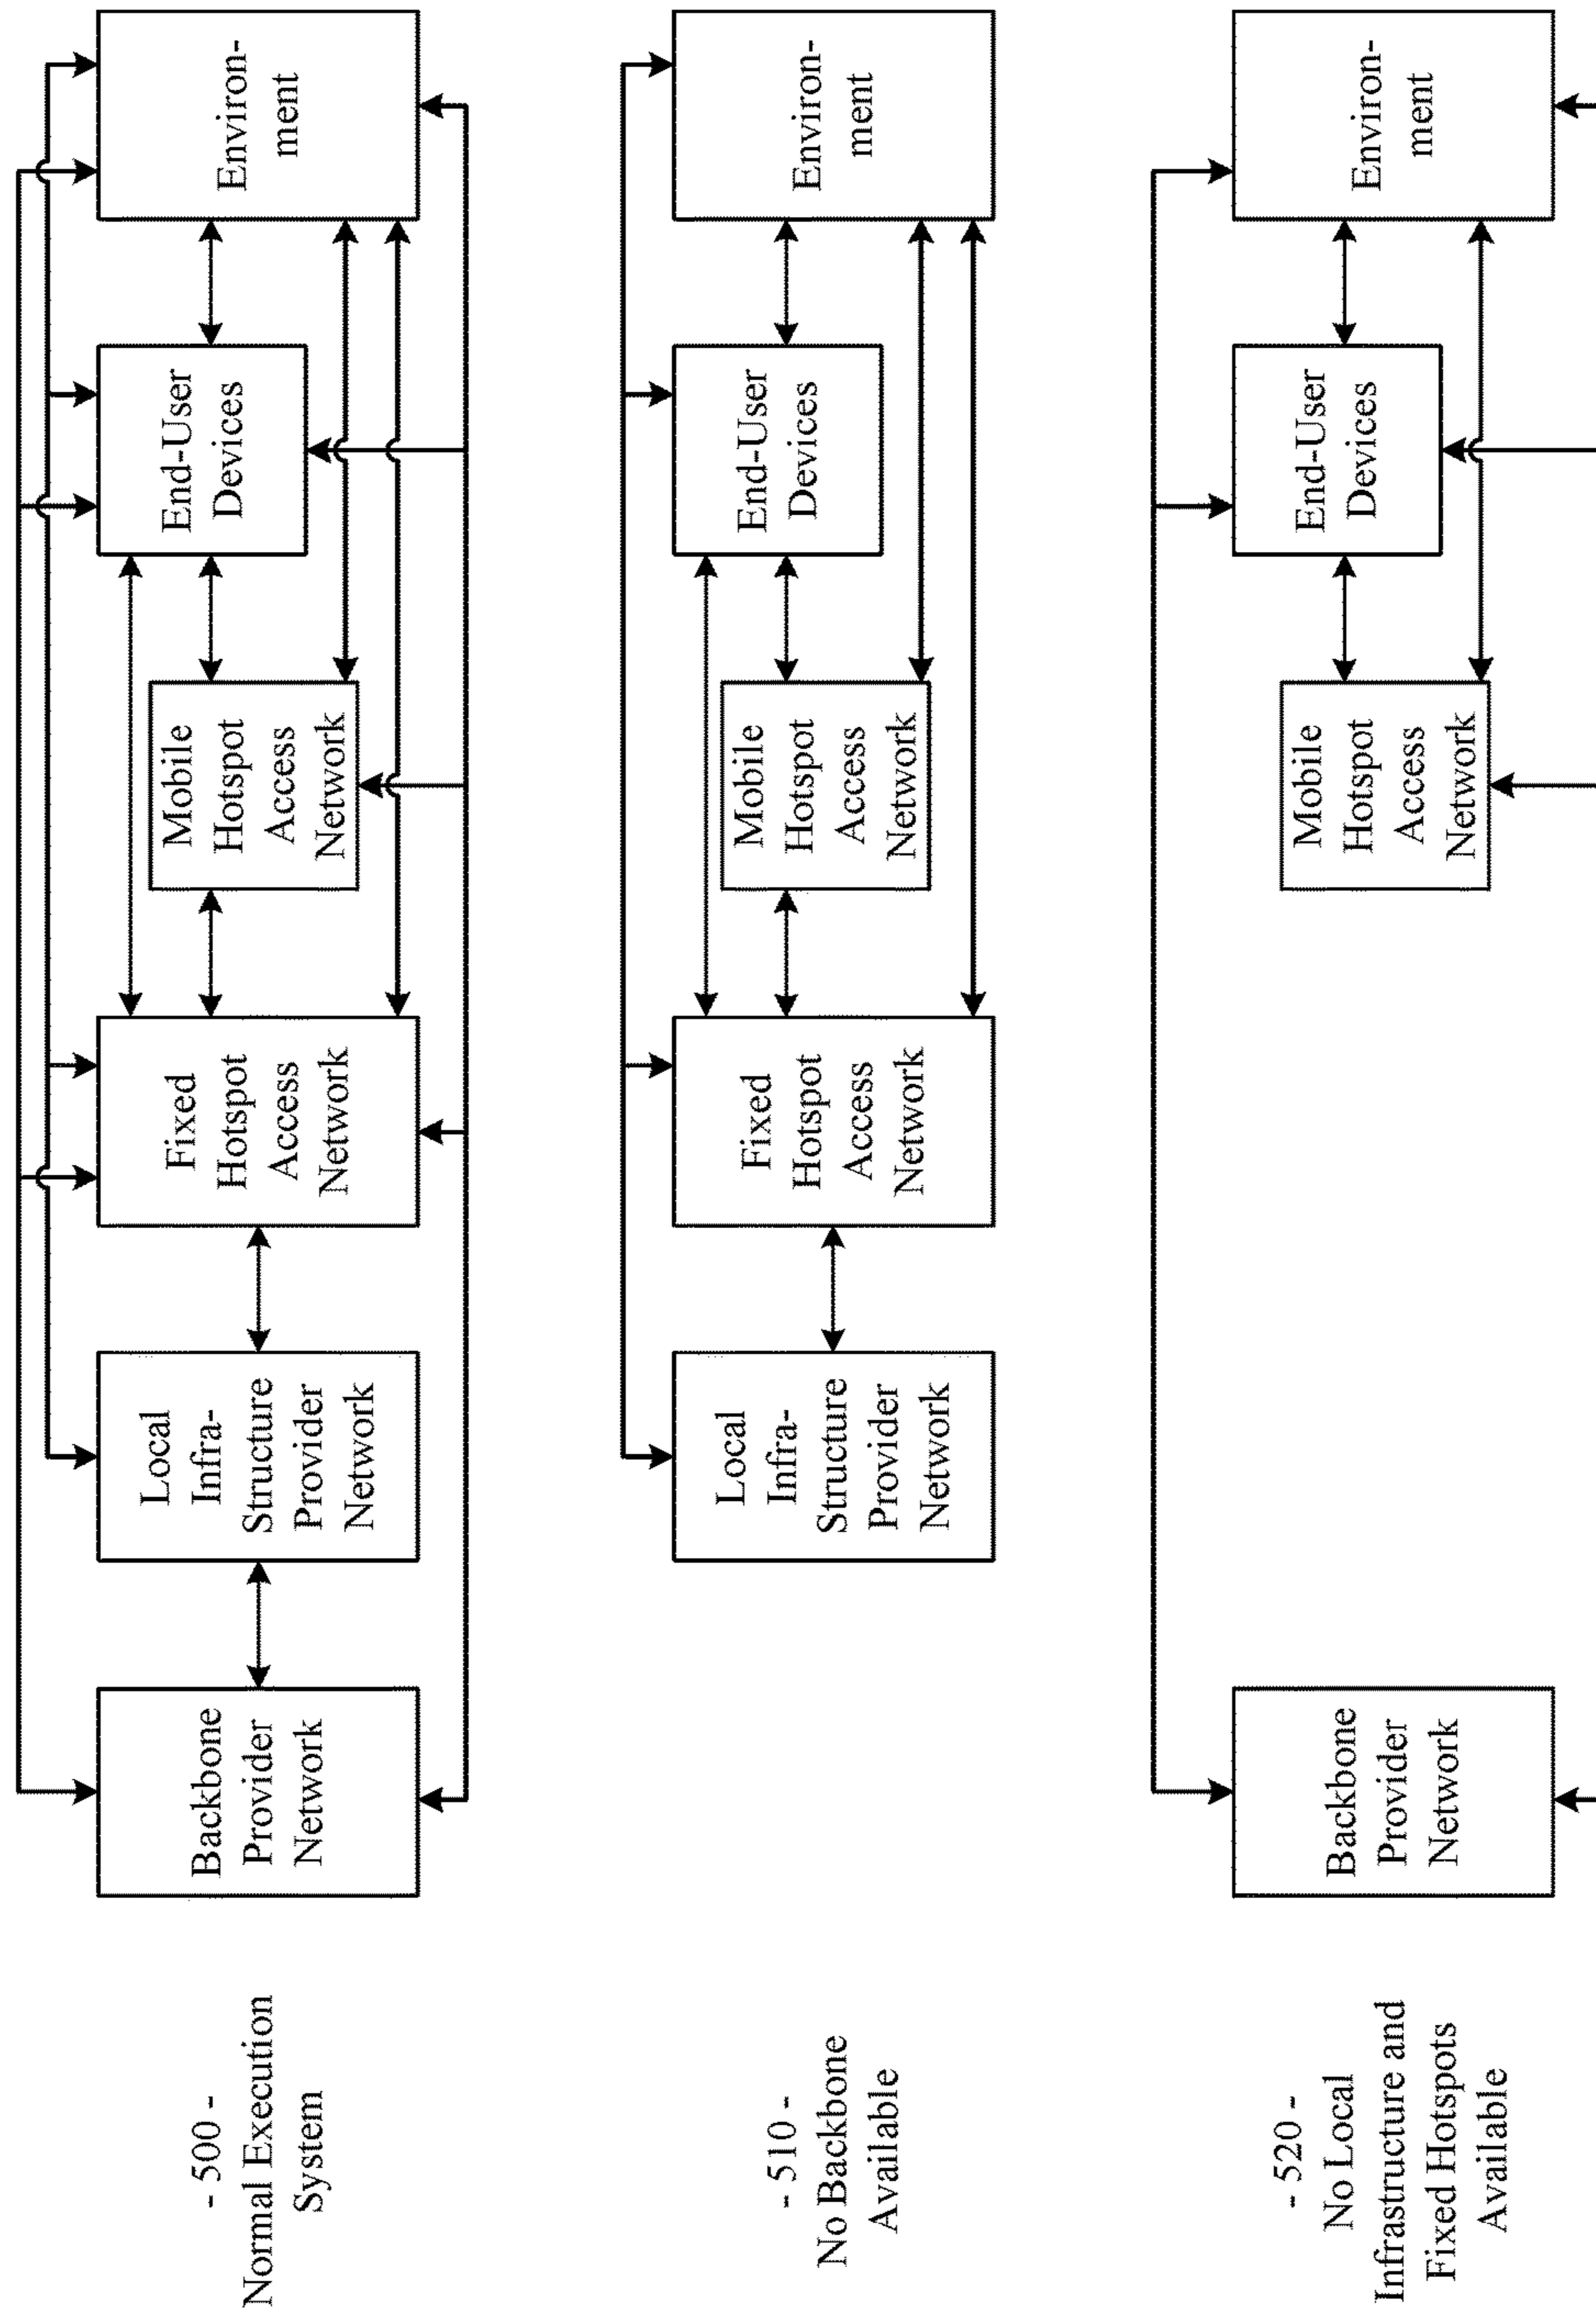 - 500 -
Normal Execution
System
Backbone
Provider
Network
Local
Infra-
Structure
Provider
Network
Fixed
Hotspot
Access
Network
Mobile
Hotspot
Access
Network
End-User
Devices
Environ-
ment
- 510 -
No Backbone
Available
Local
Infra-
Structure
Provider
Network
Fixed
Hotspot
Access
Network
Mobile
Hotspot
Access
Network
End-User
Devices
Environ-
ment
- 520 -
No Local
Infrastructure and
Fixed Hotspots
Available
Backbone
Provider
Network
Mobile
Hotspot
Access
Network
End-User
Devices
Environ-
ment